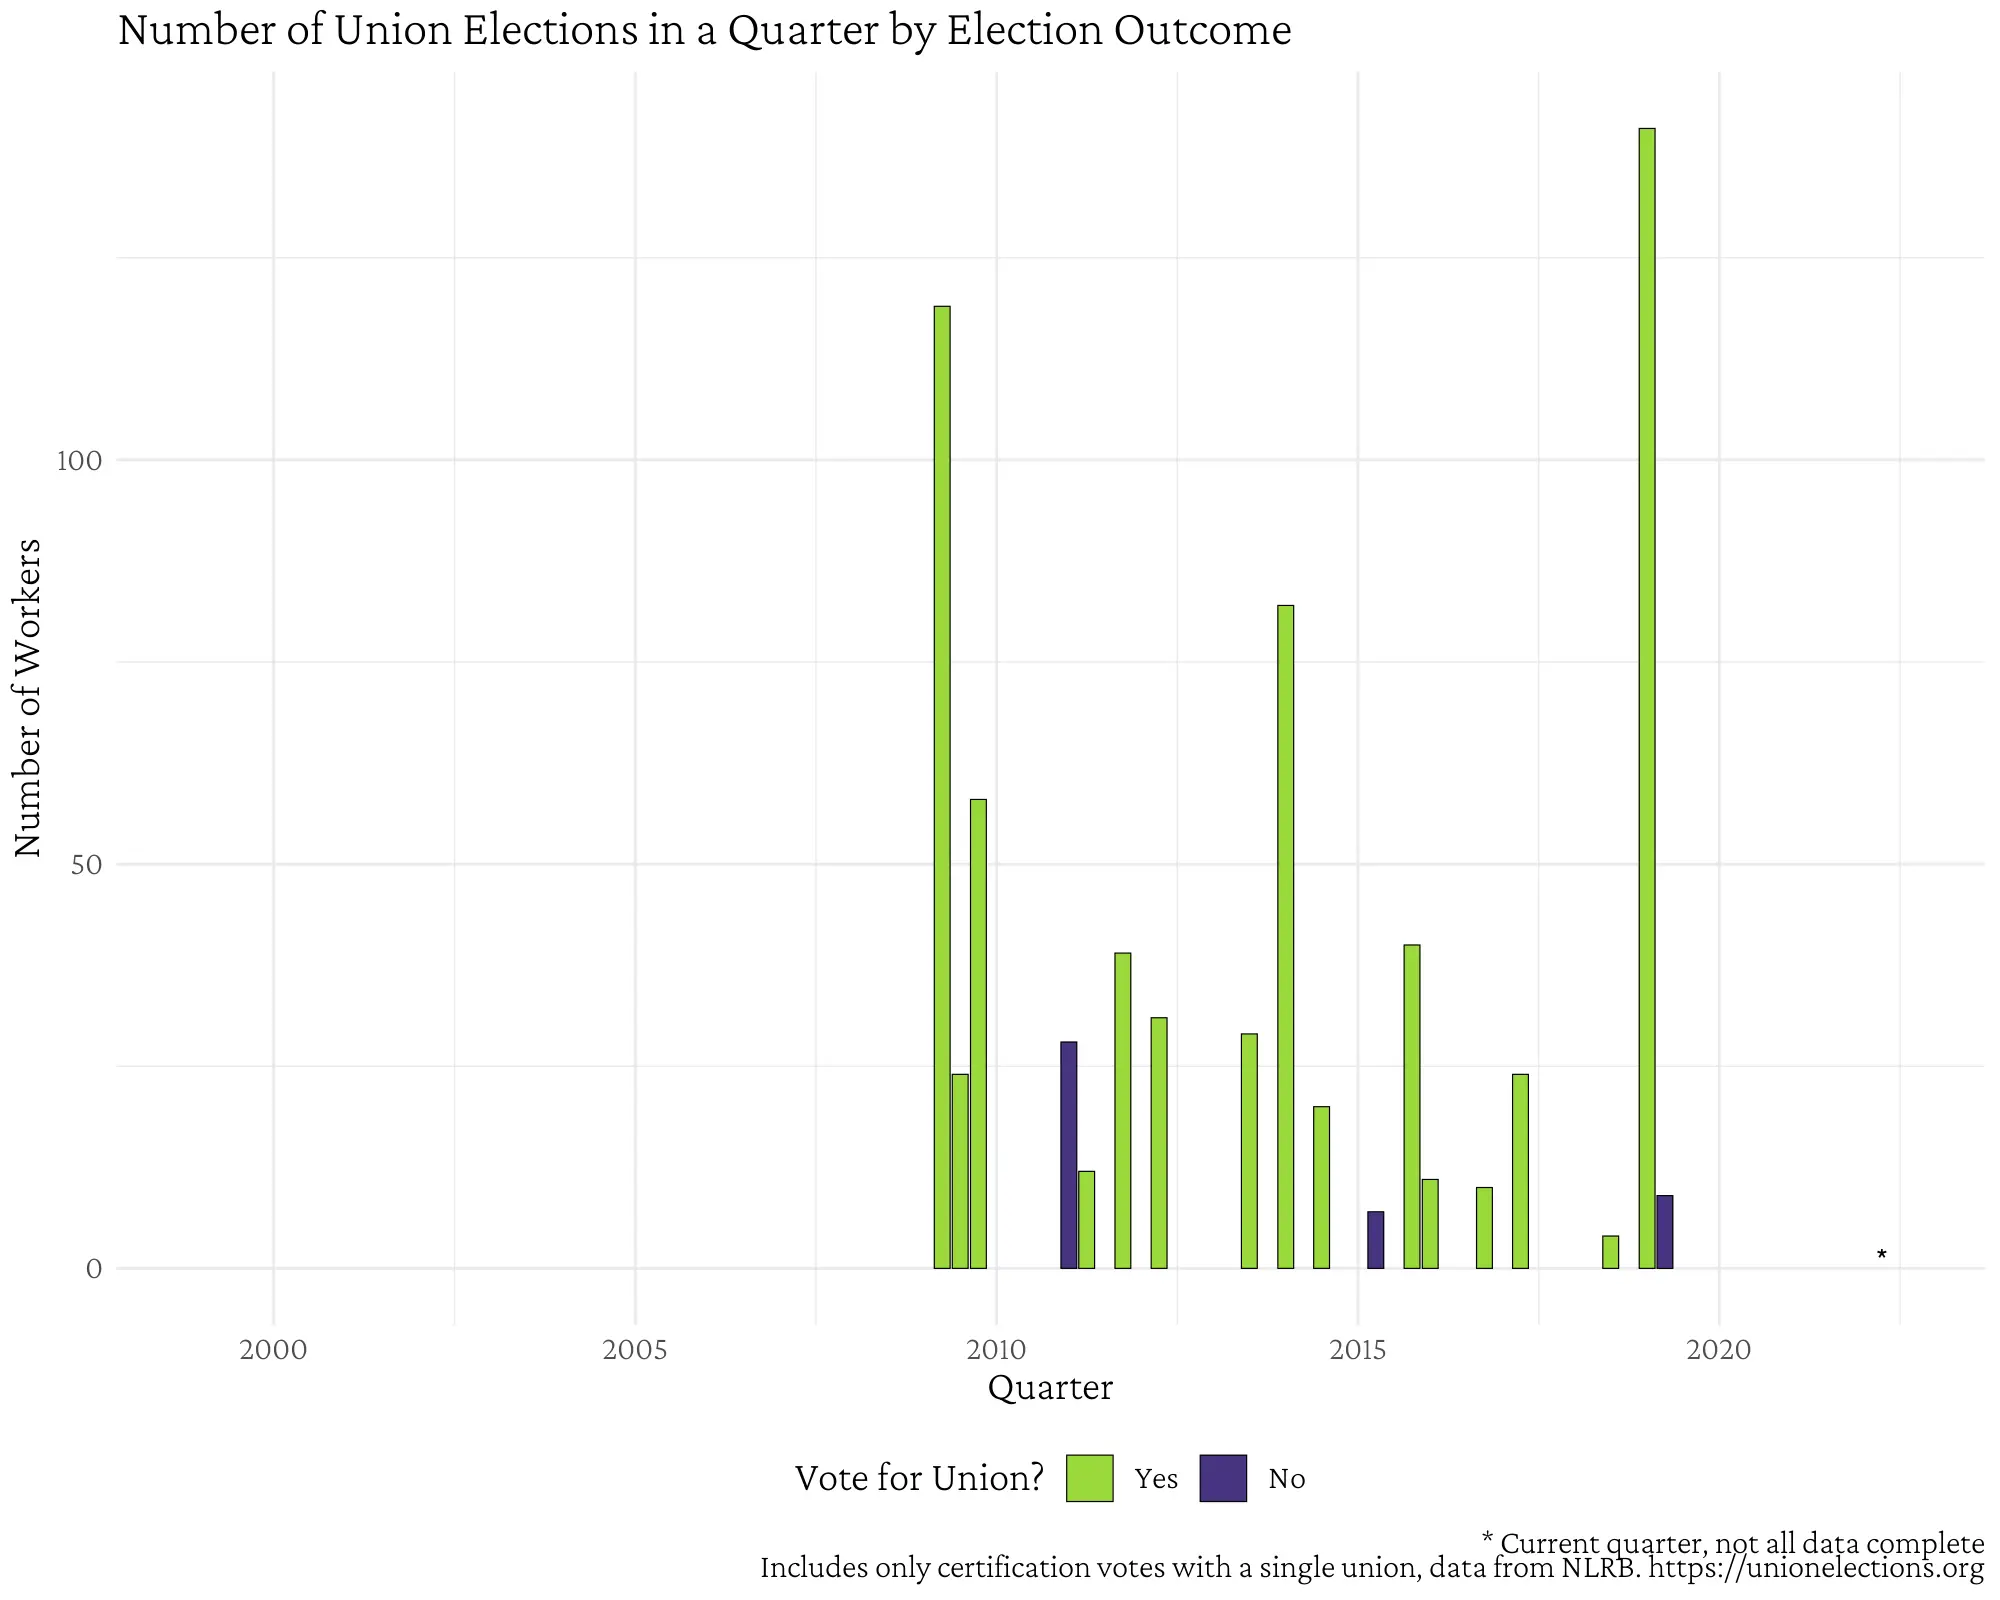 Number of Union Elections in a Quarter by Election Outcome
Number of Workers
100
50
0
*
2000 2005 2010 2015 2020
Quarter
Vote for Union? Yes No
* Current quarter, not all data complete
Includes only certification votes with a single union, data from NLRB. https://unionelections.org